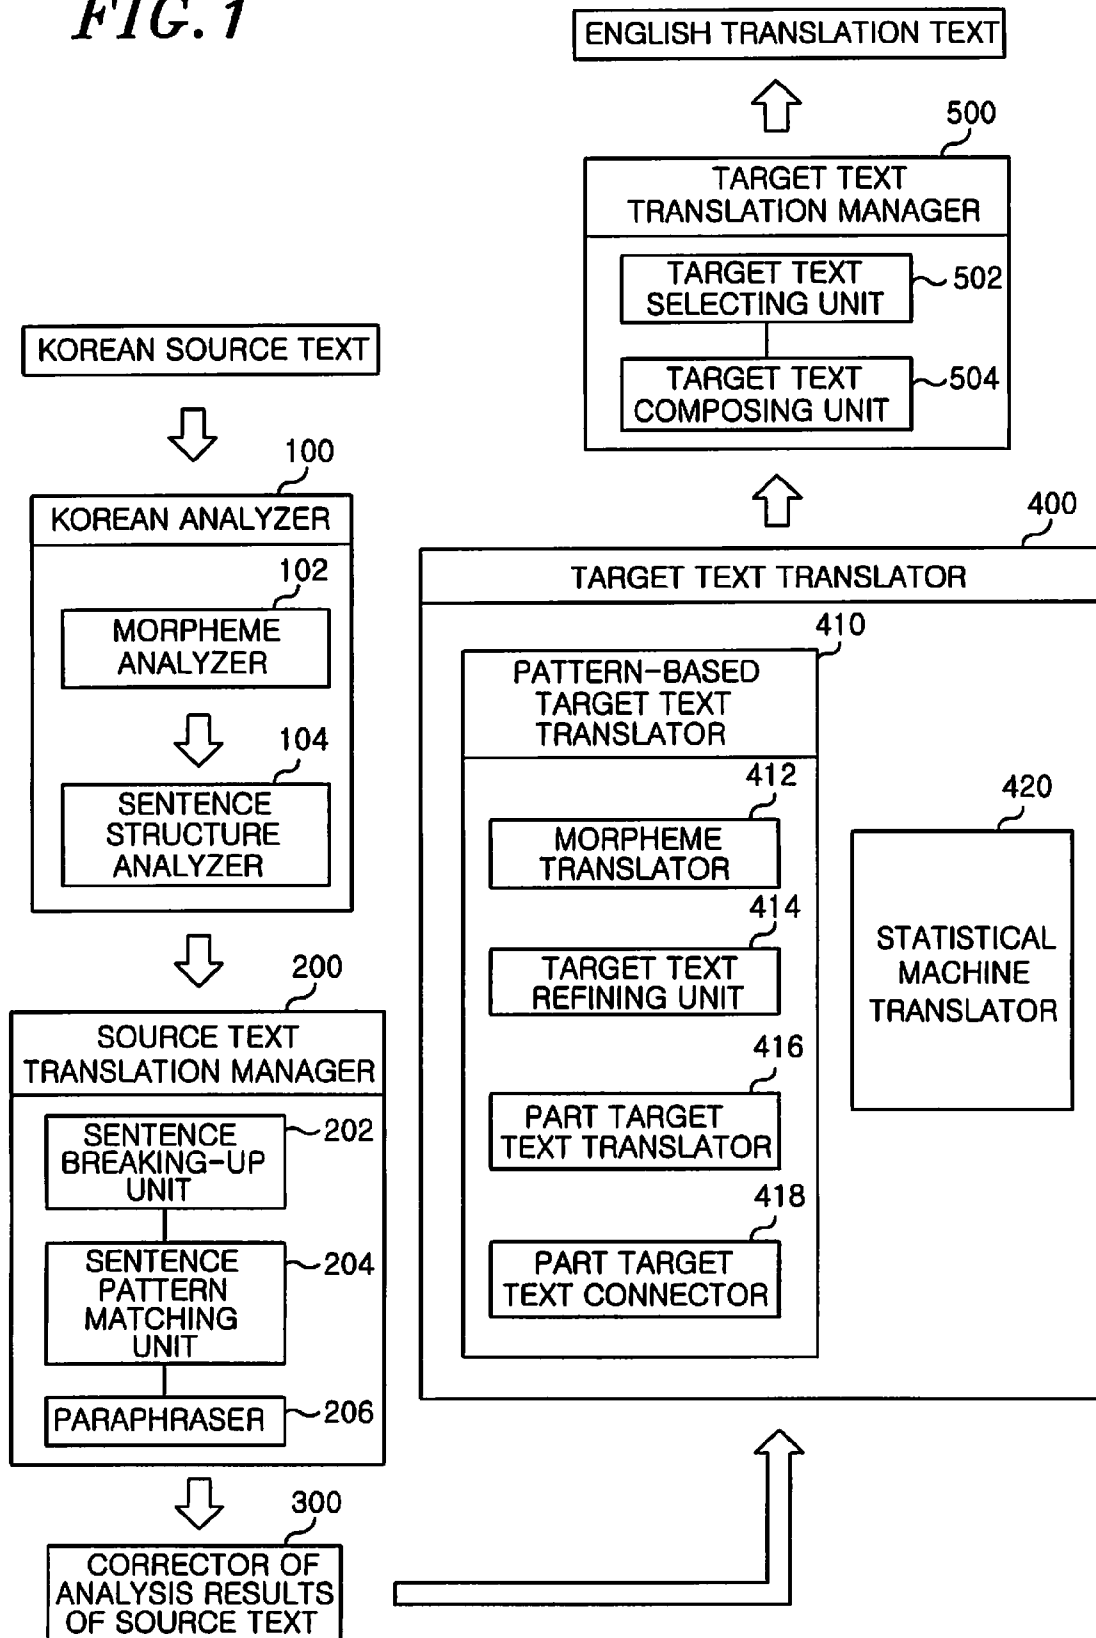 FIG. 1
KOREAN SOURCE TEXT
100
KOREAN ANALYZER
102
MORPHEME
ANALYZER
104
SENTENCE
STRUCTURE
ANALYZER
200
SOURCE TEXT
TRANSLATION MANAGER
SENTENCE
BREAKING-UP
UNIT
202
SENTENCE
PATTERN
MATCHING
UNIT
204
PARAPHRASER
206
300
CORRECTOR OF
ANALYSIS RESULTS
OF SOURCE TEXT
ENGLISH TRANSLATION TEXT
500
TARGET TEXT
TRANSLATION MANAGER
TARGET TEXT
SELECTING UNIT
502
TARGET TEXT
COMPOSING UNIT
504
400
TARGET TEXT TRANSLATOR
410
PATTERN-BASED
TARGET TEXT
TRANSLATOR
412
MORPHEME
TRANSLATOR
414
TARGET TEXT
REFINING UNIT
416
PART TARGET
TEXT TRANSLATOR
418
PART TARGET
TEXT CONNECTOR
420
STATISTICAL
MACHINE
TRANSLATOR